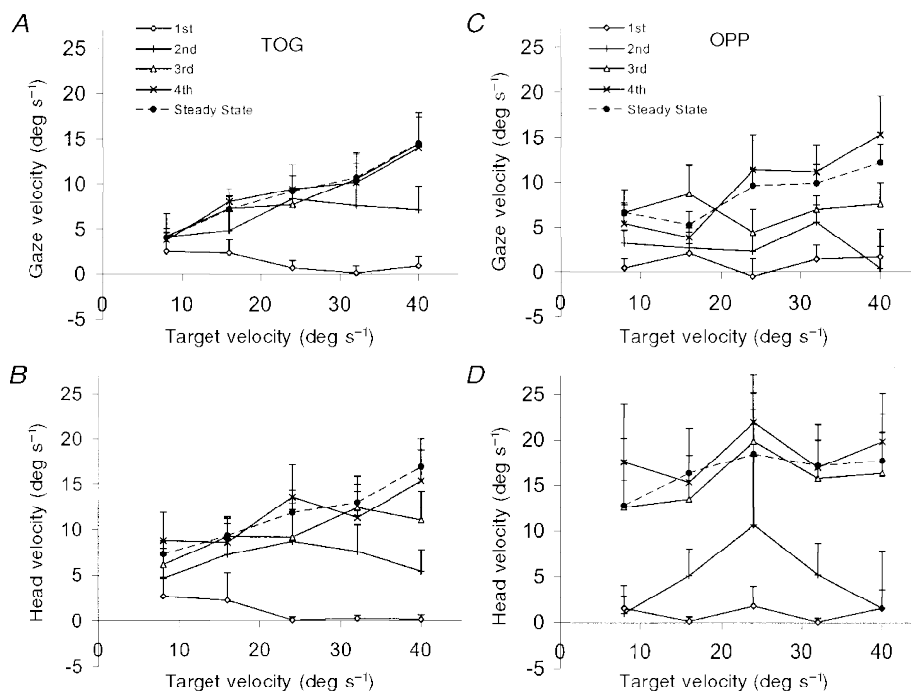 A
TOG
1st
2nd
3rd
4th
Steady State
Gaze velocity (deg s⁻¹)
25
20
15
10
5
0
-5
0
10
20
30
40
Target velocity (deg s⁻¹)
C
OPP
1st
2nd
3rd
4th
Steady State
Gaze velocity (deg s⁻¹)
25
20
15
10
5
0
-5
0
10
20
30
40
Target velocity (deg s⁻¹)
B
Head velocity (deg s⁻¹)
25
20
15
10
5
0
-5
0
10
20
30
40
Target velocity (deg s⁻¹)
D
Head velocity (deg s⁻¹)
25
20
15
10
5
0
-5
0
10
20
30
40
Target velocity (deg s⁻¹)